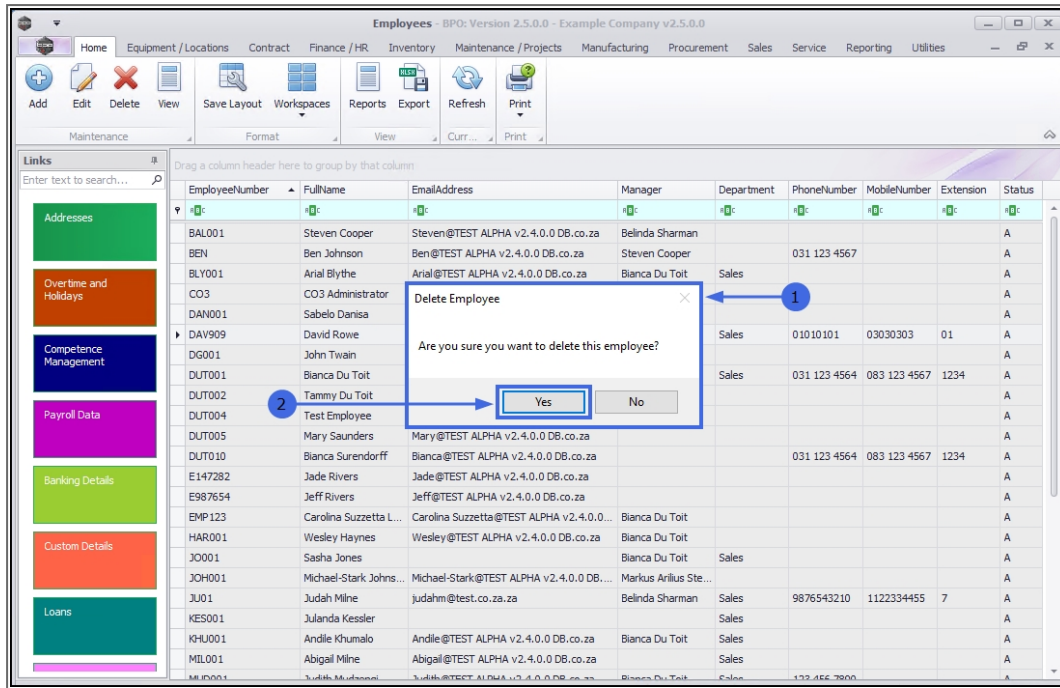 Employees - BPO: Version 2.5.0.0 - Example Company v2.5.0.0
Home Equipment / Locations Contract Finance / HR Inventory Maintenance / Projects Manufacturing Procurement Sales Service Reporting Utilities
Add Edit Delete View Save Layout Workspaces Reports Export Refresh Print
Maintenance Format View Curr... Print
Links
Enter text to search...
Addresses
Overtime and
Holidays
Competence
Management
Payroll Data
Banking Details
Custom Details
Loans
Drag a column header here to group by that column
EmployeeNumber FullName EmailAddress Manager Department PhoneNumber MobileNumber Extension Status
BAL001 Steven Cooper Steven@TEST ALPHA v2.4.0.0 DB.co.za Belinda Sharman A
BEN Ben Johnson Ben@TEST ALPHA v2.4.0.0 DB.co.za Steven Cooper 031 123 4567 A
BLY001 Arial Blythe Arial@TEST ALPHA v2.4.0.0 DB.co.za Bianca Du Toit Sales A
CO3 CO3 Administrator A
DAN001 Sabelo Danisa A
DAV909 David Rowe Sales 01010101 03030303 01 A
DG001 John Twain A
DUT001 Bianca Du Toit Sales 031 123 4564 083 123 4567 1234 A
DUT002 Tammy Du Toit A
DUT004 Test Employee A
DUT005 Mary Saunders Mary@TEST ALPHA v2.4.0.0 DB.co.za A
DUT010 Bianca Surendorff Bianca@TEST ALPHA v2.4.0.0 DB.co.za 031 123 4564 083 123 4567 1234 A
E147282 Jade Rivers Jade@TEST ALPHA v2.4.0.0 DB.co.za A
E987654 Jeff Rivers Jeff@TEST ALPHA v2.4.0.0 DB.co.za A
EMP123 Carolina Suzzetta L... Carolina Suzzetta@TEST ALPHA v2.4.0.0... Bianca Du Toit A
HAR001 Wesley Haynes Wesley@TEST ALPHA v2.4.0.0 DB.co.za Bianca Du Toit A
JO001 Sasha Jones Bianca Du Toit Sales A
JOH001 Michael-Stark Johns... Michael-Stark@TEST ALPHA v2.4.0.0 DB.... Markus Arilius Ste... A
JU01 Judah Milne judahm@test.co.za.za Belinda Sharman Sales 9876543210 1122334455 7 A
KES001 Julanda Kessler Sales A
KHU001 Andile Khumalo Andile@TEST ALPHA v2.4.0.0 DB.co.za Bianca Du Toit Sales A
MIL001 Abigail Milne Abigail@TEST ALPHA v2.4.0.0 DB.co.za Sales A
Delete Employee
1
Are you sure you want to delete this employee?
2
Yes No